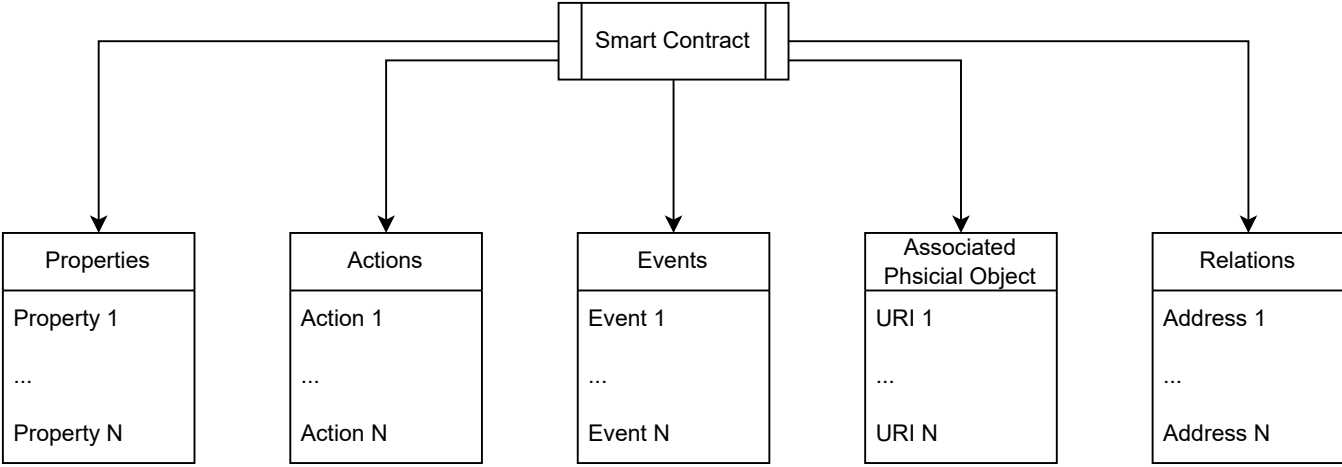 Smart Contract
Properties
Property 1
...
Property N
Actions
Action 1
...
Action N
Events
Event 1
...
Event N
Associated
Phsicial Object
URI 1
...
URI N
Relations
Address 1
...
Address N